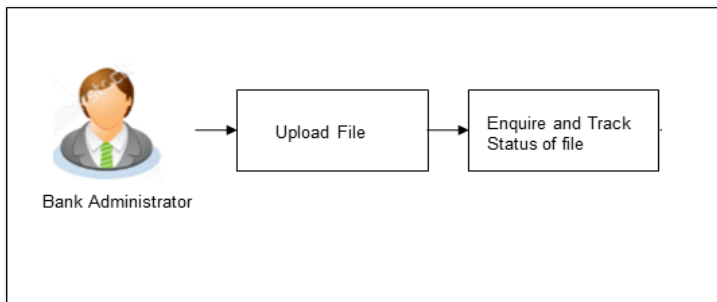 Upload File
Enquire and Track
Status of file
Bank Administrator